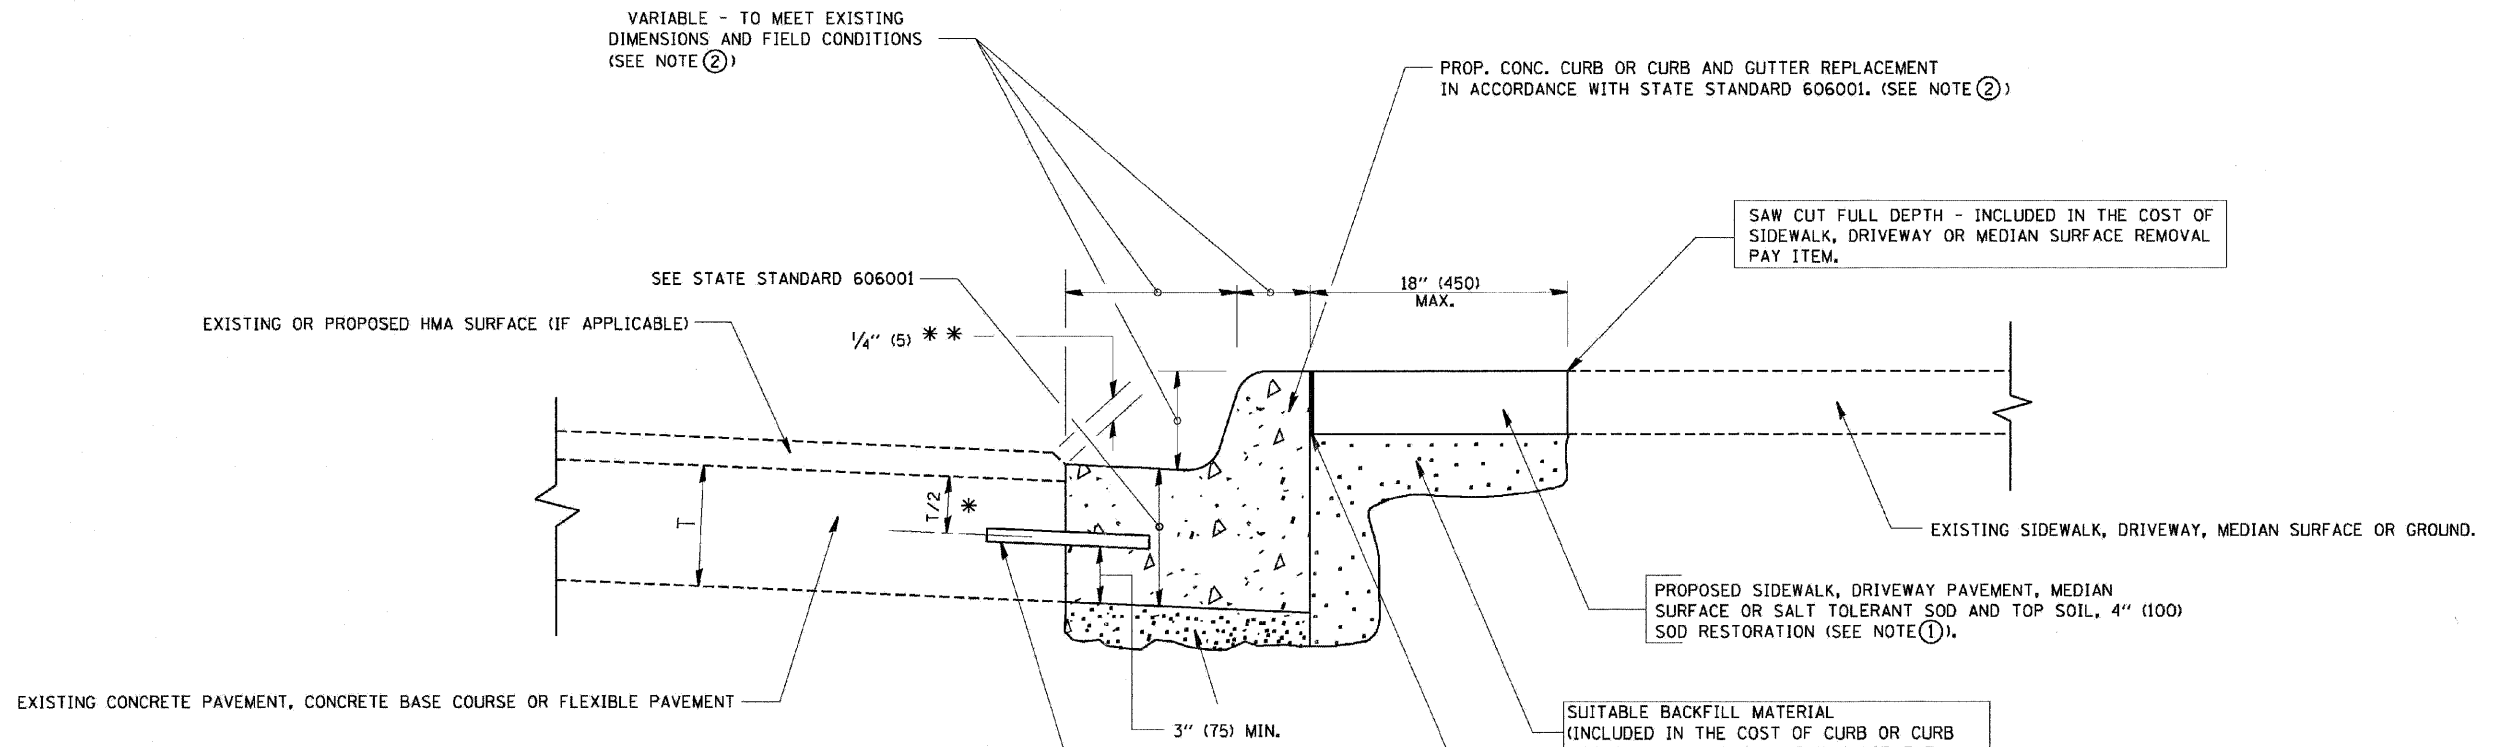 VARIABLE - TO MEET EXISTING
DIMENSIONS AND FIELD CONDITIONS
(SEE NOTE ②)
PROP. CONC. CURB OR CURB AND GUTTER REPLACEMENT
IN ACCORDANCE WITH STATE STANDARD 606001. (SEE NOTE ②)
SAW CUT FULL DEPTH - INCLUDED IN THE COST OF
SIDEWALK, DRIVEWAY OR MEDIAN SURFACE REMOVAL
PAY ITEM.
SEE STATE STANDARD 606001
18" (450)
MAX.
EXISTING OR PROPOSED HMA SURFACE (IF APPLICABLE)
1/4" (5) * *
T
T/2 *
EXISTING SIDEWALK, DRIVEWAY, MEDIAN SURFACE OR GROUND.
PROPOSED SIDEWALK, DRIVEWAY PAVEMENT, MEDIAN
SURFACE OR SALT TOLERANT SOD AND TOP SOIL, 4" (100)
SOD RESTORATION (SEE NOTE ①).
EXISTING CONCRETE PAVEMENT, CONCRETE BASE COURSE OR FLEXIBLE PAVEMENT
3" (75) MIN.
SUITABLE BACKFILL MATERIAL
(INCLUDED IN THE COST OF CURB OR CURB